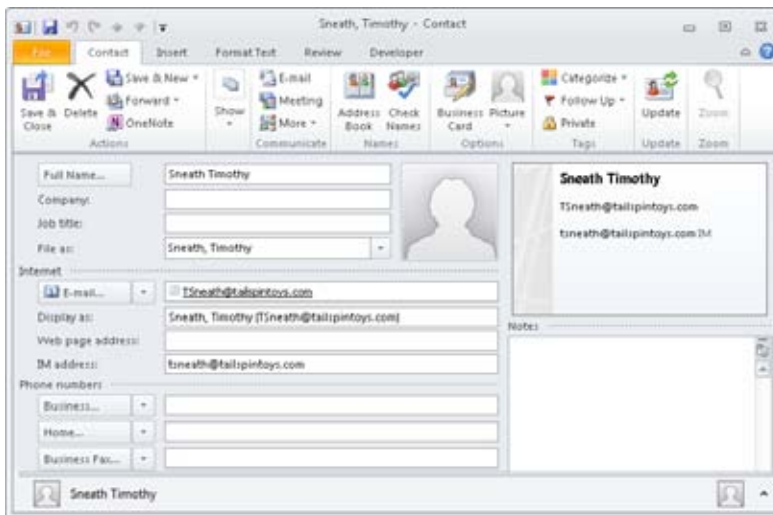 Sneath, Timothy - Contact
File Contact Insert Format Text Review Developer
Save & Close
Delete
Save & New
Forward
OneNote
Actions
Show
E-mail
Meeting
More
Communicate
Address Book
Check Names
Names
Business Card
Picture
Options
Categorize
Follow Up
Private
Tags
Update
Update
Zoom
Zoom
Full Name... Sneath Timothy
Company:
Job title:
File as: Sneath, Timothy
Internet
E-mail... TSneath@tailspintoys.com
Display as: Sneath, Timothy (TSneath@tailspintoys.com)
Web page address:
IM address: tsneath@tailspintoys.com
Phone numbers
Business...
Home...
Business Fax...
Sneath Timothy
TSneath@tailspintoys.com
tsneath@tailspintoys.com IM
Notes
Sneath Timothy